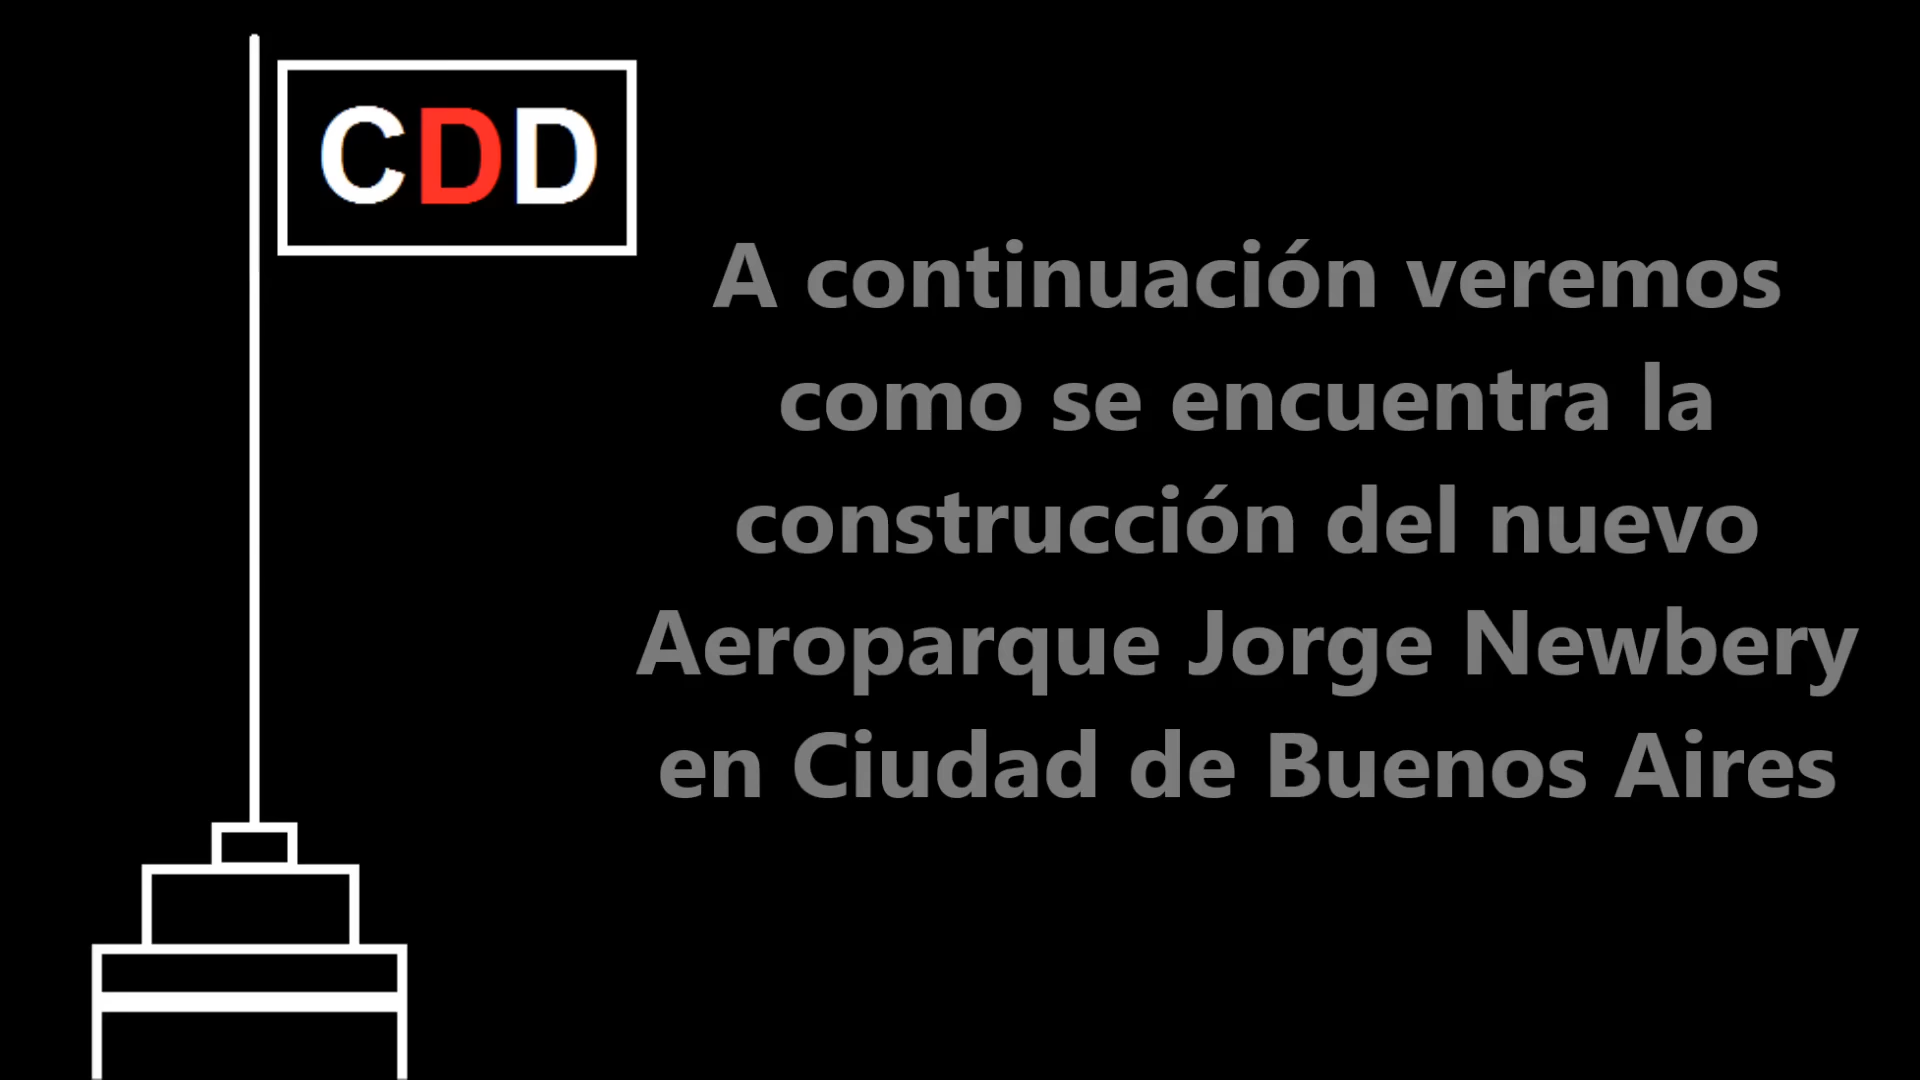 CDD
A continuación veremos
como se encuentra la
construcción del nuevo
Aeroparque Jorge Newbery
en Ciudad de Buenos Aires